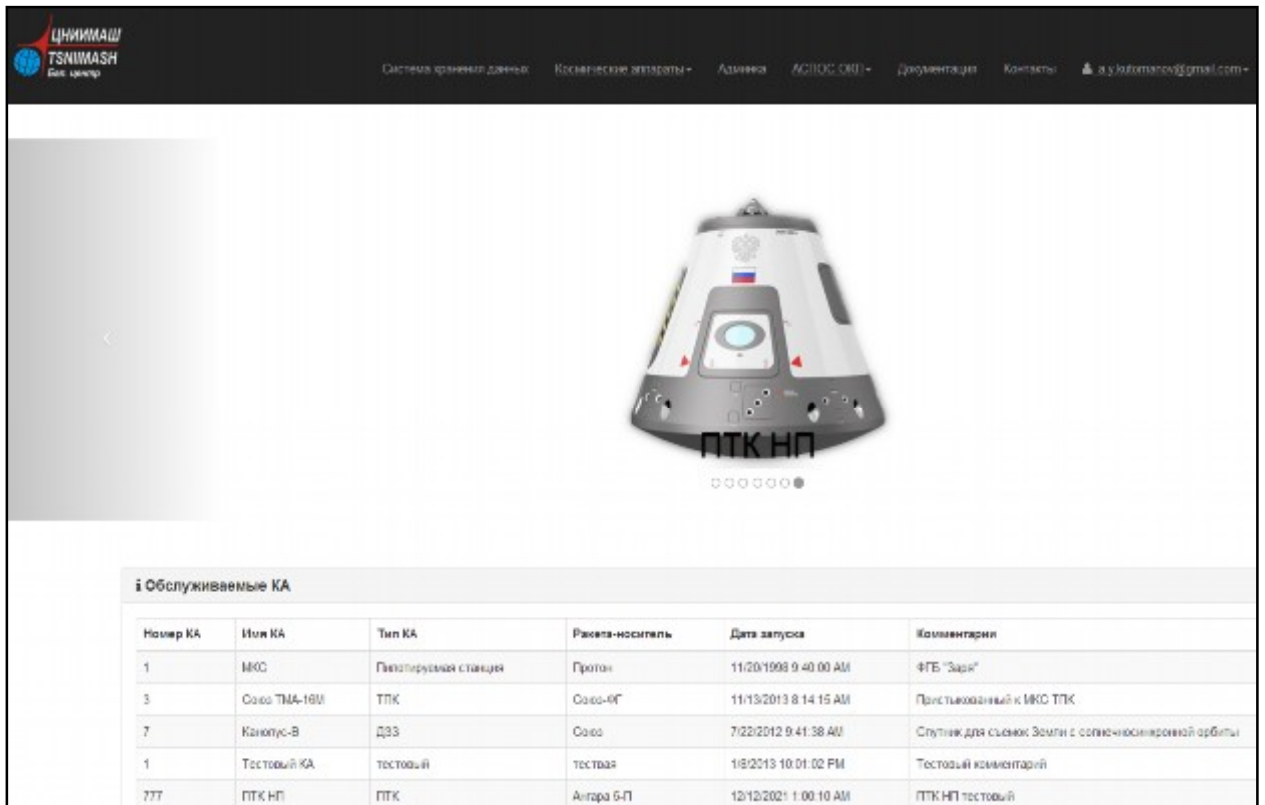 ЦНИИМАШ
TSNIIMASH
Бал. центр
Система хранения данных Космические аппараты Админка АСПОС ОКП Документация Контакты a.y.kutomanov@gmail.com
ПТК НП
Обслуживаемые КА
Номер КА Имя КА Тип КА Ракета-носитель Дата запуска Комментарии
1 МКС Пилотируемая станция Протон 11/20/1998 9:40:00 AM ФГБ "Заря"
3 Союз ТМА-16М ТПК Союз-ФГ 11/13/2013 8:14:15 AM Пристыкованный к МКС ТПК
7 Канопус-В ДЗЗ Союз 7/22/2012 9:41:38 AM Спутник для съемок Земли с солнечносинхронной орбиты
1 Тестовый КА тестовый тествая 1/8/2013 10:01:02 PM Тестовый комментарий
777 ПТК НП ПТК Ангара 5-П 12/12/2021 1:00:10 AM ПТК НП тестовый